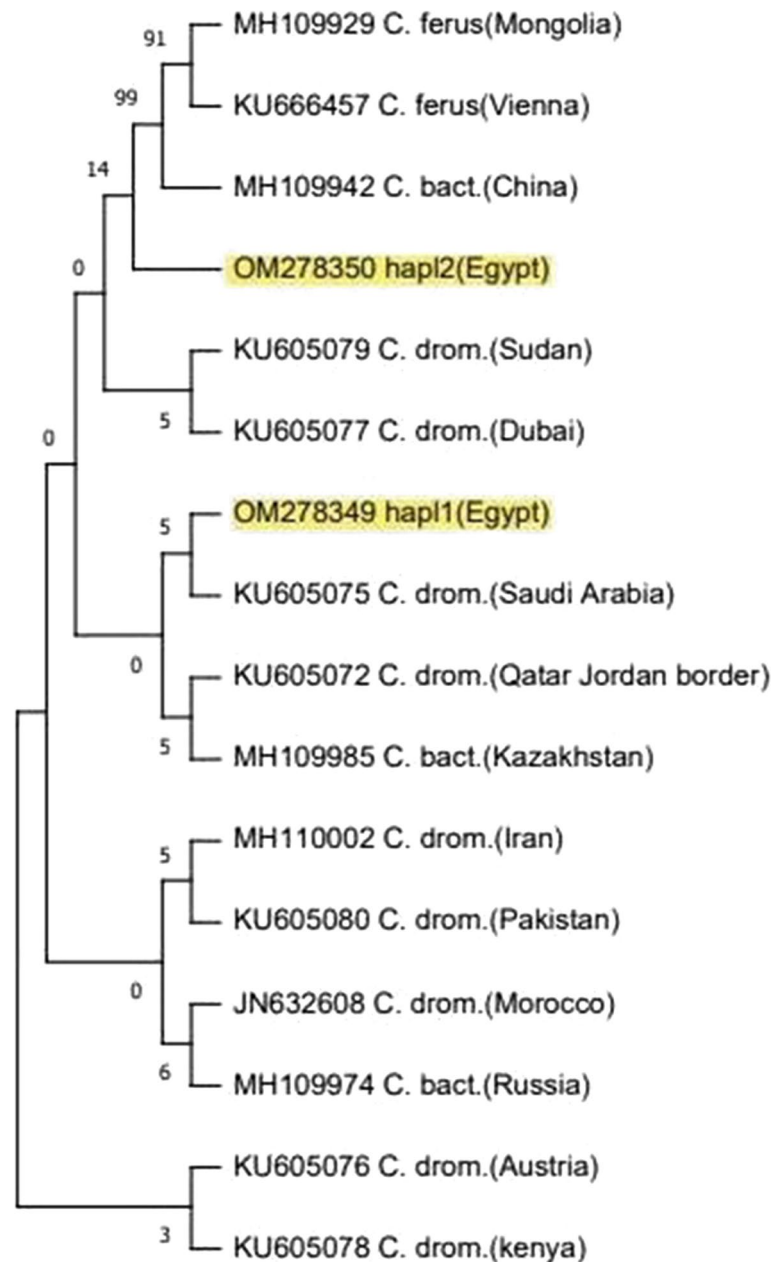 91
MH109929 C. ferus(Mongolia)
99
KU666457 C. ferus(Vienna)
14
MH109942 C. bact.(China)
0
OM278350 hapl2(Egypt)
KU605079 C. drom.(Sudan)
5
KU605077 C. drom.(Dubai)
0
OM278349 hapl1(Egypt)
5
KU605075 C. drom.(Saudi Arabia)
0
KU605072 C. drom.(Qatar Jordan border)
5
MH109985 C. bact.(Kazakhstan)
MH110002 C. drom.(Iran)
5
KU605080 C. drom.(Pakistan)
0
JN632608 C. drom.(Morocco)
6
MH109974 C. bact.(Russia)
KU605076 C. drom.(Austria)
3
KU605078 C. drom.(kenya)